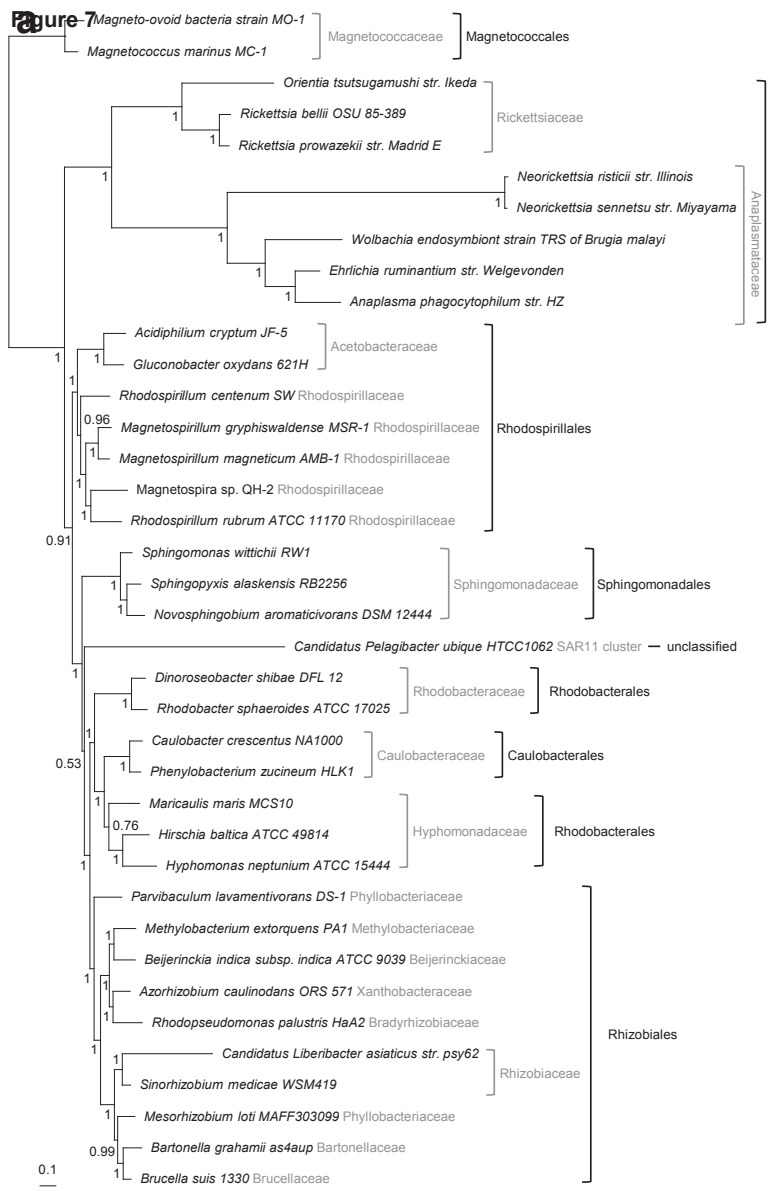 Figure 7
a
Magneto-ovoid bacteria strain MO-1
Magnetococcaceae
Magnetococcales
Magnetococcus marinus MC-1
Orientia tsutsugamushi str. Ikeda
Rickettsia bellii OSU 85-389
Rickettsiaceae
1
Rickettsia prowazekii str. Madrid E
1
1
Neorickettsia risticii str. Illinois
1
Neorickettsia sennetsu str. Miyayama
Anaplasmataceae
1
Wolbachia endosymbiont strain TRS of Brugia malayi
1
Ehrlichia ruminantium str. Welgevonden
1
Anaplasma phagocytophilum str. HZ
Acidiphilium cryptum JF-5
Acetobacteraceae
1
1
Gluconobacter oxydans 621H
1
Rhodospirillum centenum SW Rhodospirillaceae
0.96
Magnetospirillum gryphiswaldense MSR-1 Rhodospirillaceae
Rhodospirillales
1
Magnetospirillum magneticum AMB-1 Rhodospirillaceae
1
Magnetospira sp. QH-2 Rhodospirillaceae
1
Rhodospirillum rubrum ATCC 11170 Rhodospirillaceae
0.91
Sphingomonas wittichii RW1
1
Sphingopyxis alaskensis RB2256
Sphingomonadaceae
Sphingomonadales
1
Novosphingobium aromaticivorans DSM 12444
Candidatus Pelagibacter ubique HTCC1062 SAR11 cluster
unclassified
1
Dinoroseobacter shibae DFL 12
Rhodobacteraceae
Rhodobacterales
1
Rhodobacter sphaeroides ATCC 17025
1
Caulobacter crescentus NA1000
Caulobacteraceae
Caulobacterales
0.53
1
Phenylobacterium zucineum HLK1
1
Maricaulis maris MCS10
0.76
Hirschia baltica ATCC 49814
Hyphomonadaceae
Rhodobacterales
1
1
Hyphomonas neptunium ATCC 15444
Parvibaculum lavamentivorans DS-1 Phyllobacteriaceae
1
Methylobacterium extorquens PA1 Methylobacteriaceae
Beijerinckia indica subsp. indica ATCC 9039 Beijerinckiaceae
1
1
1
Azorhizobium caulinodans ORS 571 Xanthobacteraceae
Rhodopseudomonas palustris HaA2 Bradyrhizobiaceae
Rhizobiales
1
1
Candidatus Liberibacter asiaticus str. psy62
Rhizobiaceae
Sinorhizobium medicae WSM419
1
Mesorhizobium loti MAFF303099 Phyllobacteriaceae
0.99
Bartonella grahamii as4aup Bartonellaceae
0.1
Brucella suis 1330 Brucellaceae